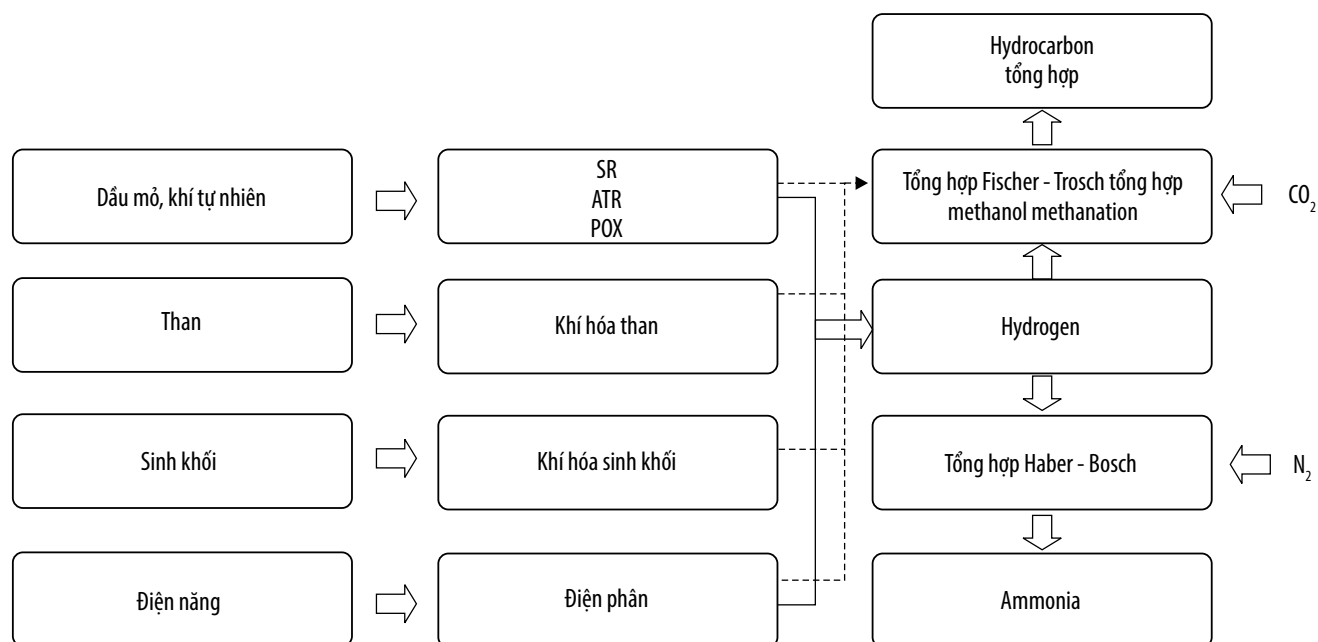 Hydrocarbon
tổng hợp
Dầu mỏ, khí tự nhiên
SR
ATR
POX
Tổng hợp Fischer - Trosch tổng hợp
methanol methanation
CO₂
Than
Khí hóa than
Hydrogen
Sinh khối
Khí hóa sinh khối
Tổng hợp Haber - Bosch
N₂
Điện năng
Điện phân
Ammonia